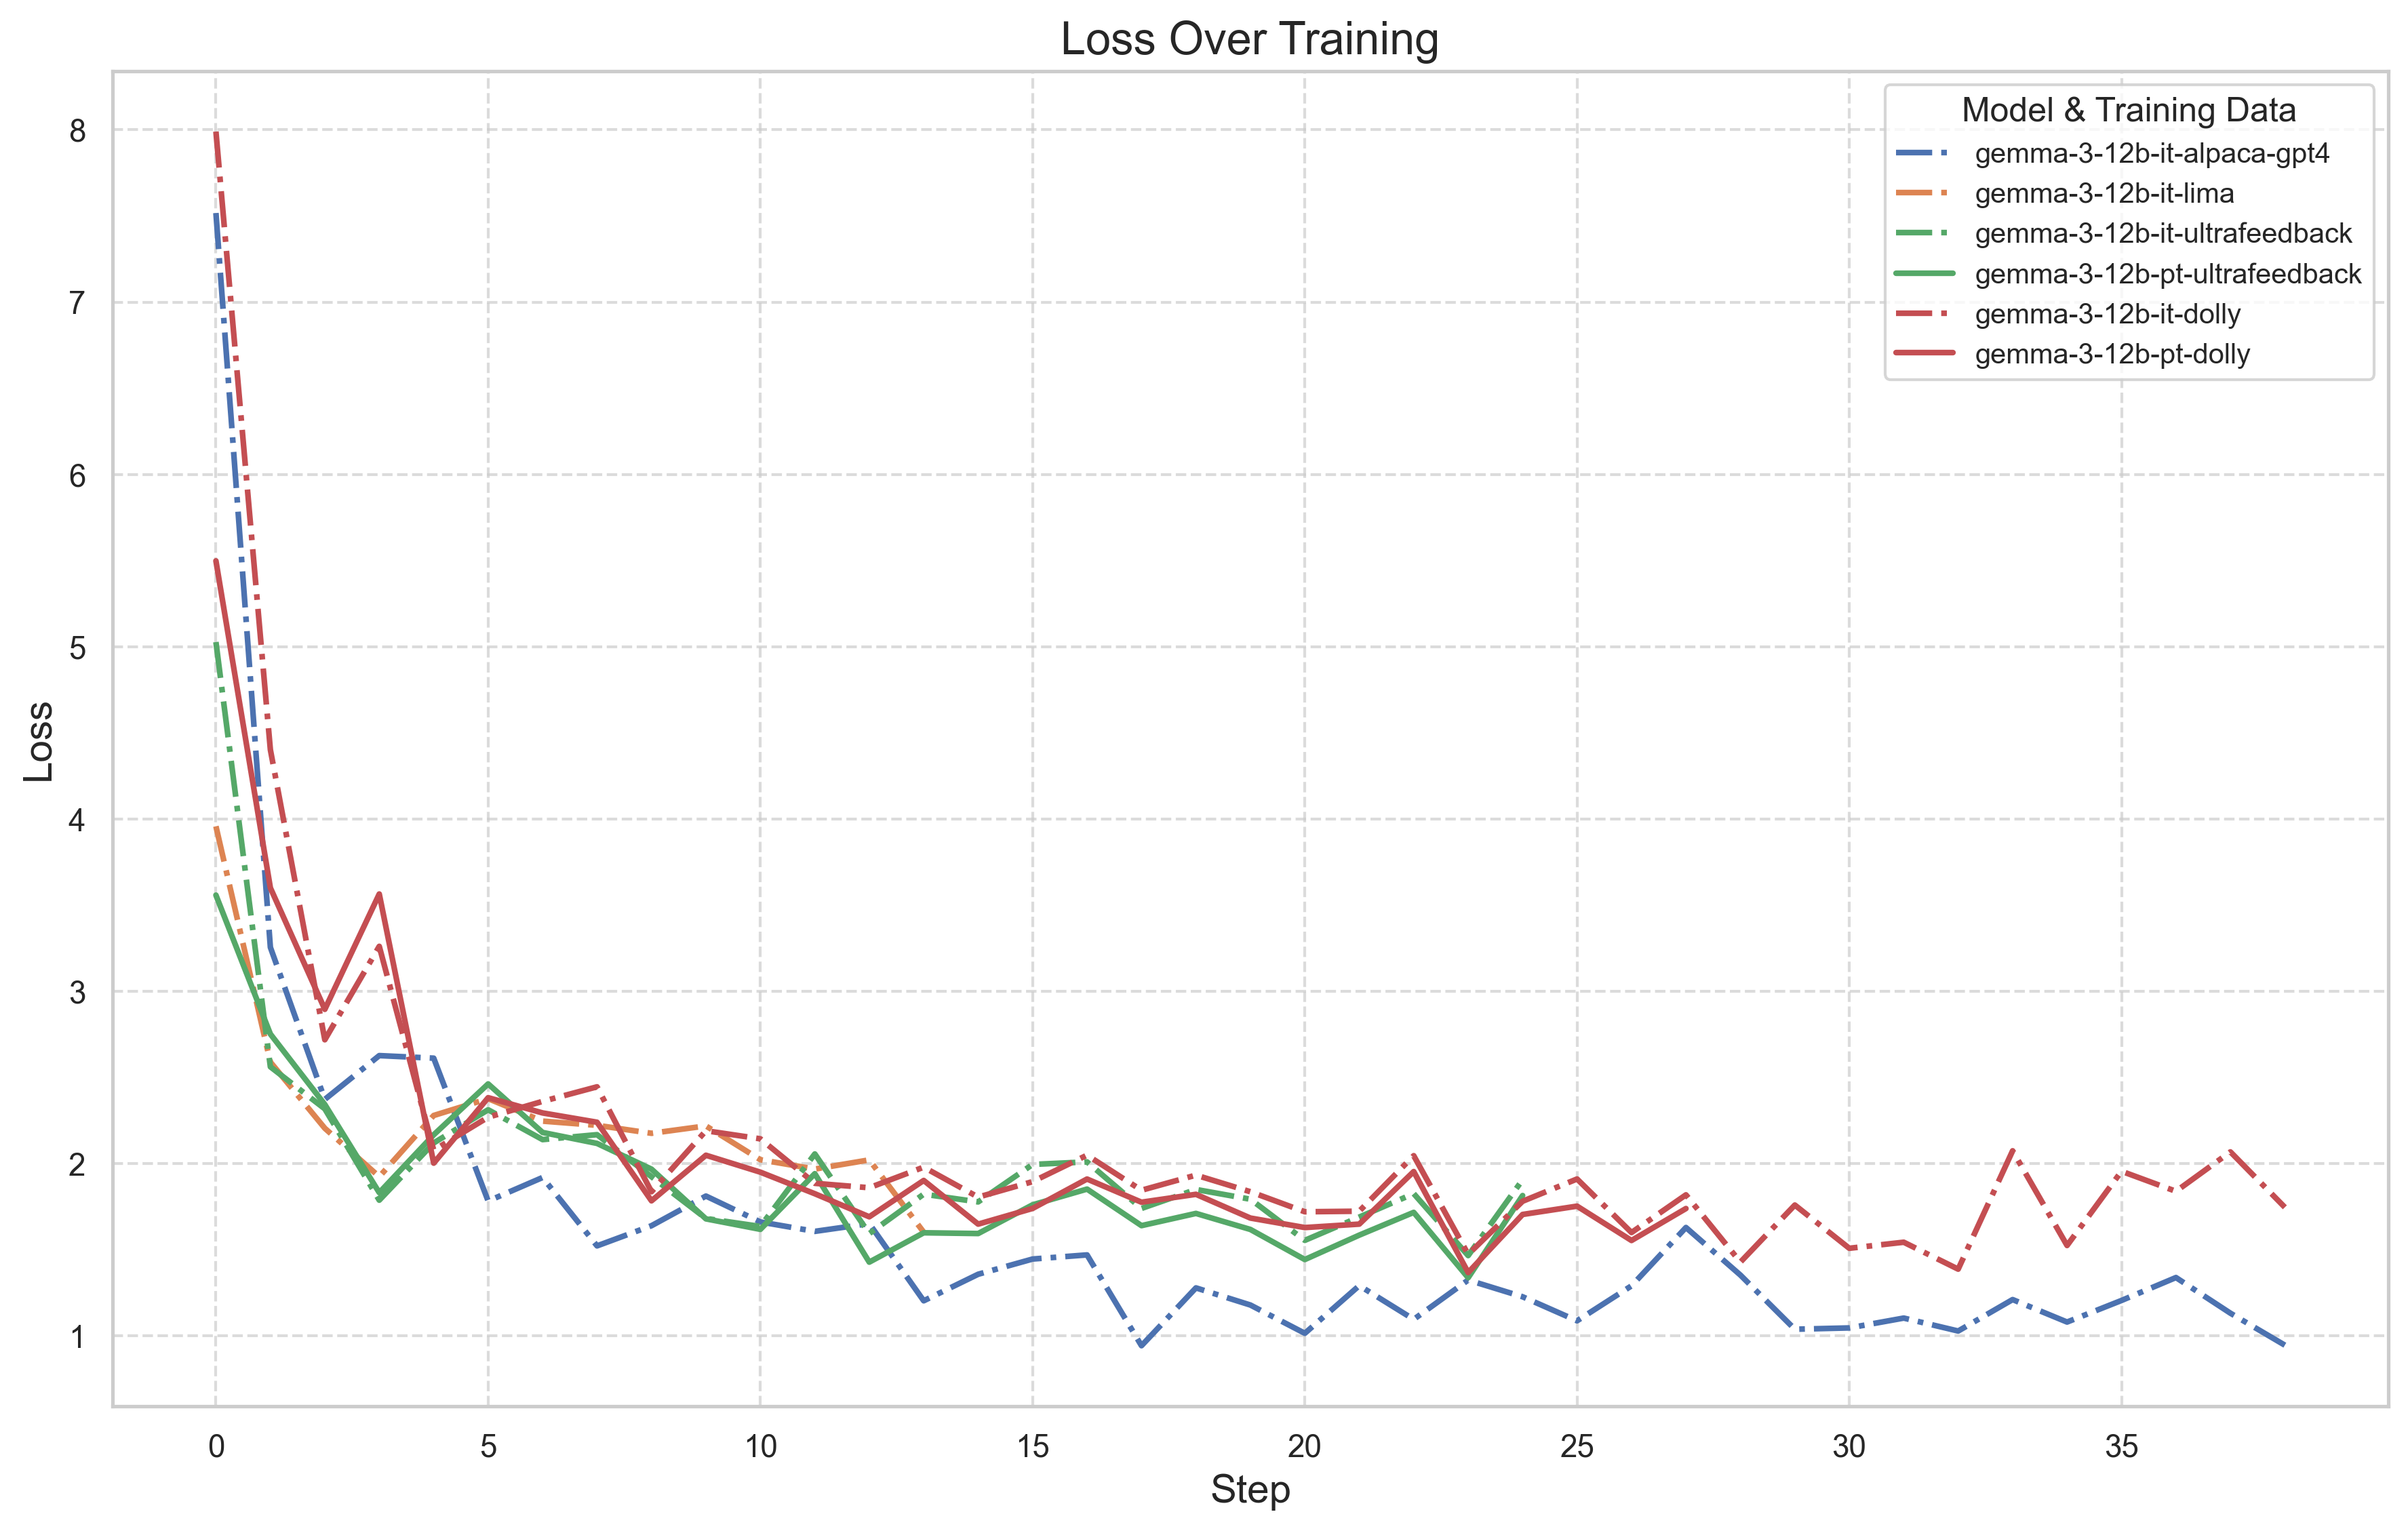 Loss Over Training
Model & Training Data
gemma-3-12b-it-alpaca-gpt4
gemma-3-12b-it-lima
gemma-3-12b-it-ultrafeedback
gemma-3-12b-pt-ultrafeedback
gemma-3-12b-it-dolly
gemma-3-12b-pt-dolly
Loss
8
7
6
5
4
3
2
1
0 5 10 15 20 25 30 35
Step